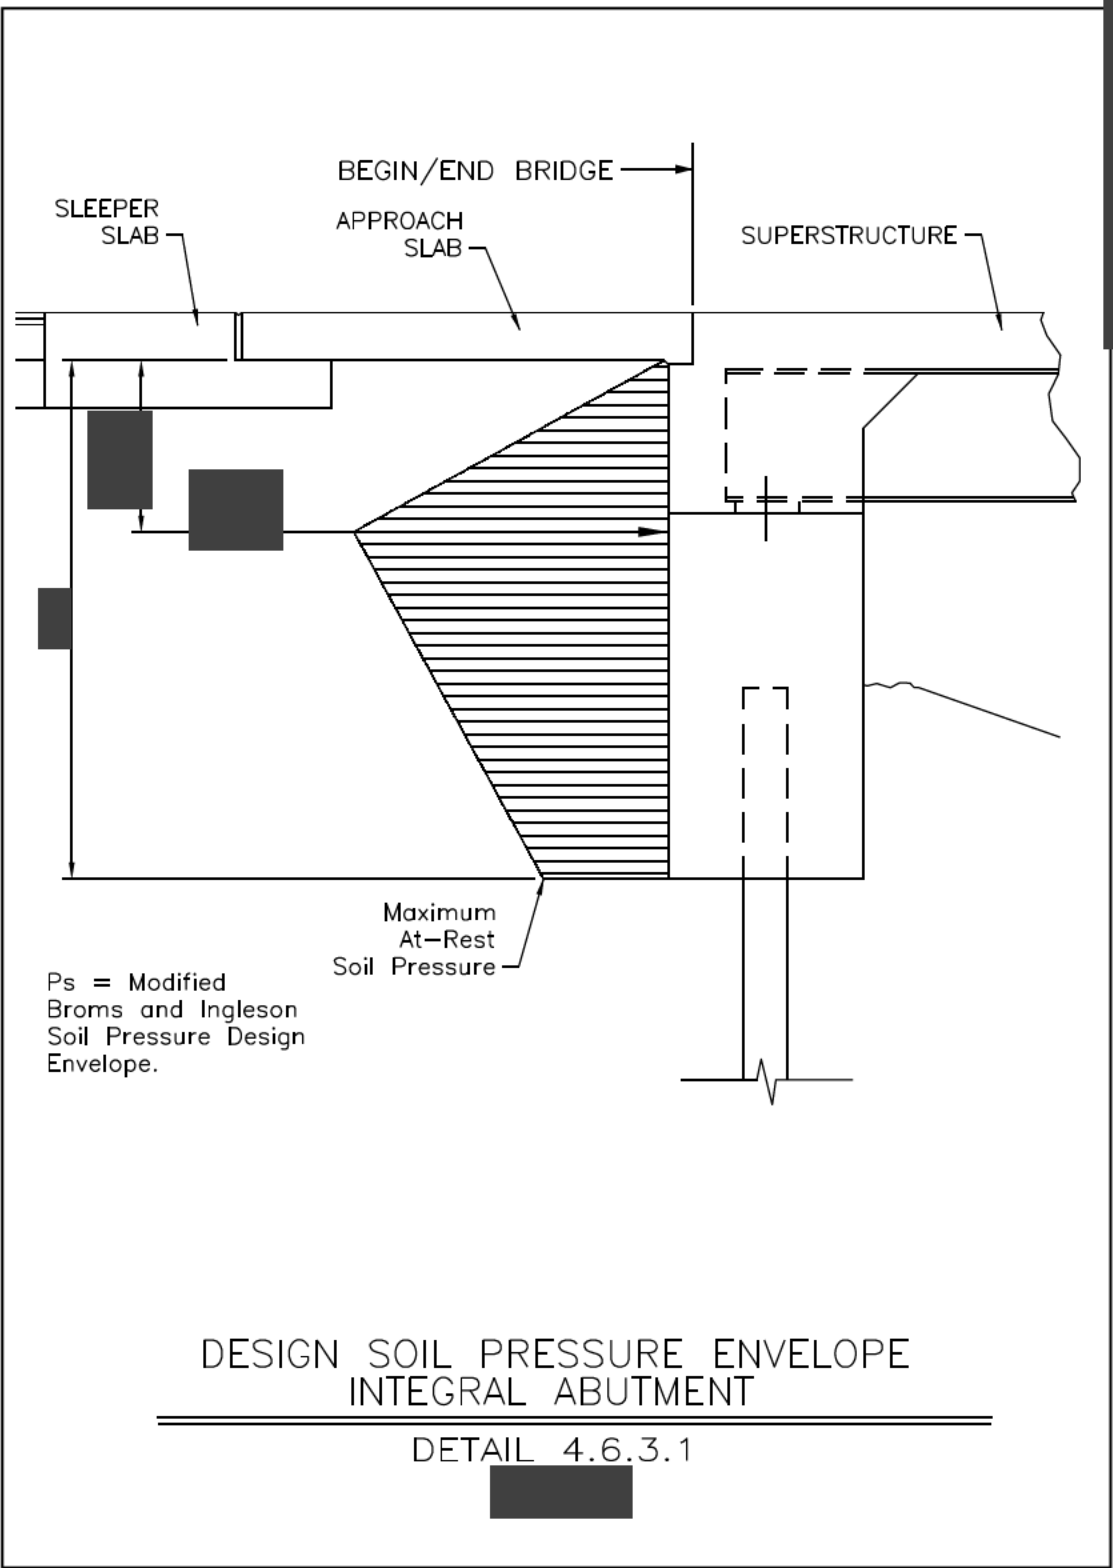 BEGIN/END BRIDGE
SLEEPER
SLAB
APPROACH
SLAB
SUPERSTRUCTURE
Maximum
At-Rest
Soil Pressure
Ps = Modified
Broms and Ingleson
Soil Pressure Design
Envelope.
DESIGN SOIL PRESSURE ENVELOPE
INTEGRAL ABUTMENT
DETAIL 4.6.3.1